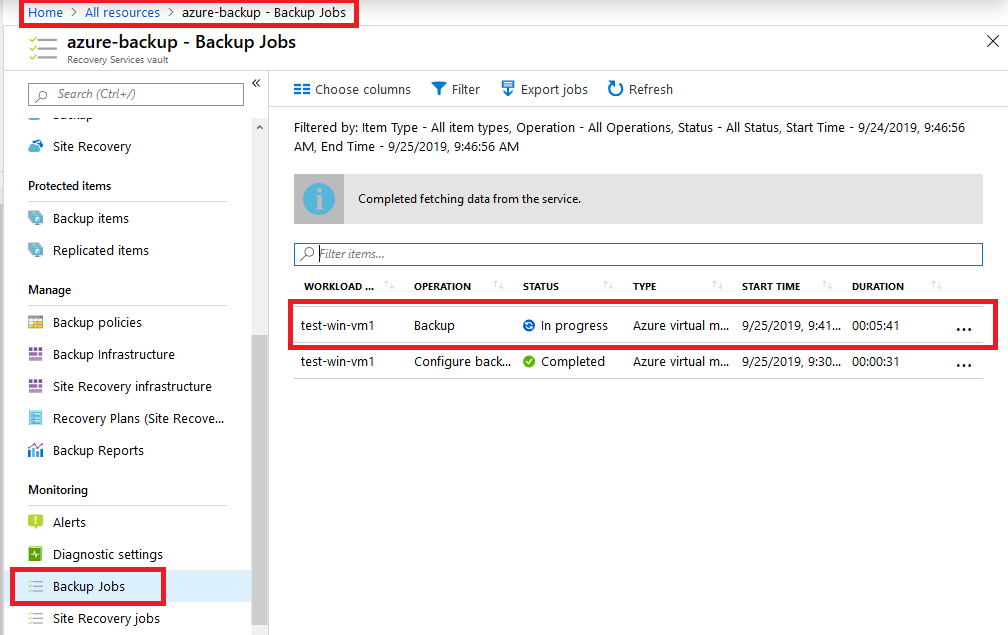 Home > All resources > azure-backup - Backup Jobs
azure-backup - Backup Jobs
Recovery Services vault
Search (Ctrl+/)
Backup
Site Recovery
Protected items
Backup items
Replicated items
Manage
Backup policies
Backup Infrastructure
Site Recovery infrastructure
Recovery Plans (Site Recove...
Backup Reports
Monitoring
Alerts
Diagnostic settings
Backup Jobs
Site Recovery jobs
Choose columns Filter Export jobs Refresh
Filtered by: Item Type - All item types, Operation - All Operations, Status - All Status, Start Time - 9/24/2019, 9:46:56
AM, End Time - 9/25/2019, 9:46:56 AM
Completed fetching data from the service.
Filter items...
WORKLOAD ... OPERATION STATUS TYPE START TIME DURATION
test-win-vm1 Backup In progress Azure virtual m... 9/25/2019, 9:41... 00:05:41 ...
test-win-vm1 Configure back... Completed Azure virtual m... 9/25/2019, 9:30... 00:00:31 ...